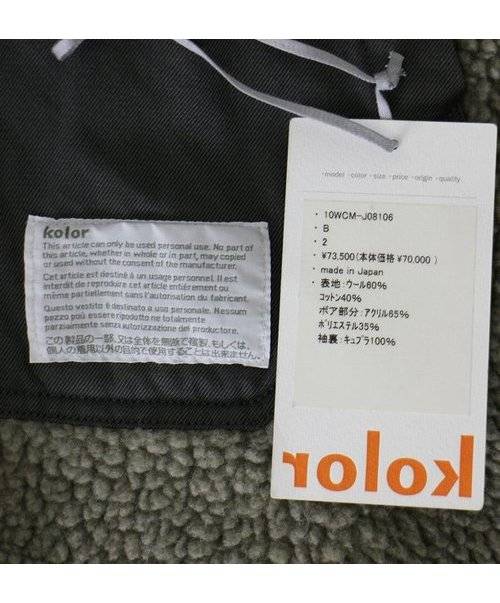 kolor
This article can only be used personal use. No part of
this article, whether in whole or in part, may copied
or used without the consent of the manufacturer.
Cet article est destiné à un usage personnel. Il est
interdit de reproduire cet article entièrement ou
même partiellement sans l'autorisation du fabricant.
Questo vestito è destinato a uso personale. Nessun
pezzo può essere riprodotto ne totalmente
parzialmente senza autorizzazione del produttore.
この製品の一部、又は全体を無断で複製、もしくは、
個人の着用以外の目的で使用することは出来ません。
·model ·color ·size ·price ·origin ·quality
· 10WCM-J08106
· B
· 2
· ¥73,500(本体価格 ¥70,000 )
· made in Japan
· 表地:ウール60%
コットン40%
ボア部分:アクリル65%
ポリエステル35%
袖裏:キュプラ100%
kolor